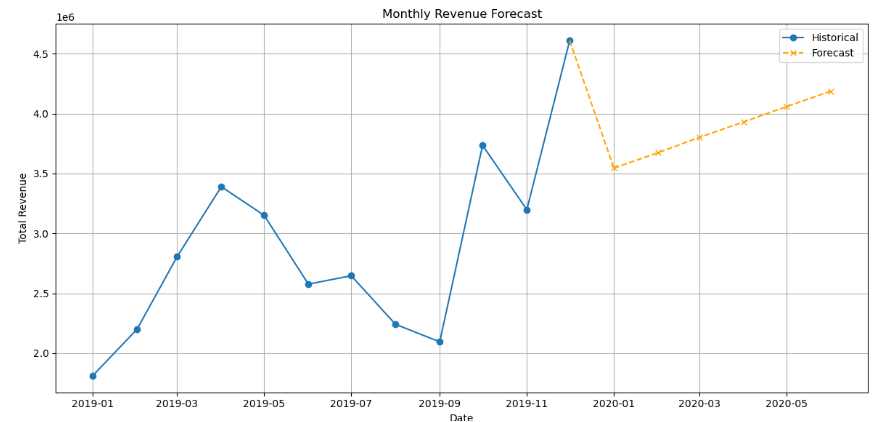 Monthly Revenue Forecast
1e6
Historical
Forecast
4.5
4.0
3.5
3.0
2.5
2.0
Total Revenue
2019-01 2019-03 2019-05 2019-07 2019-09 2019-11 2020-01 2020-03 2020-05
Date